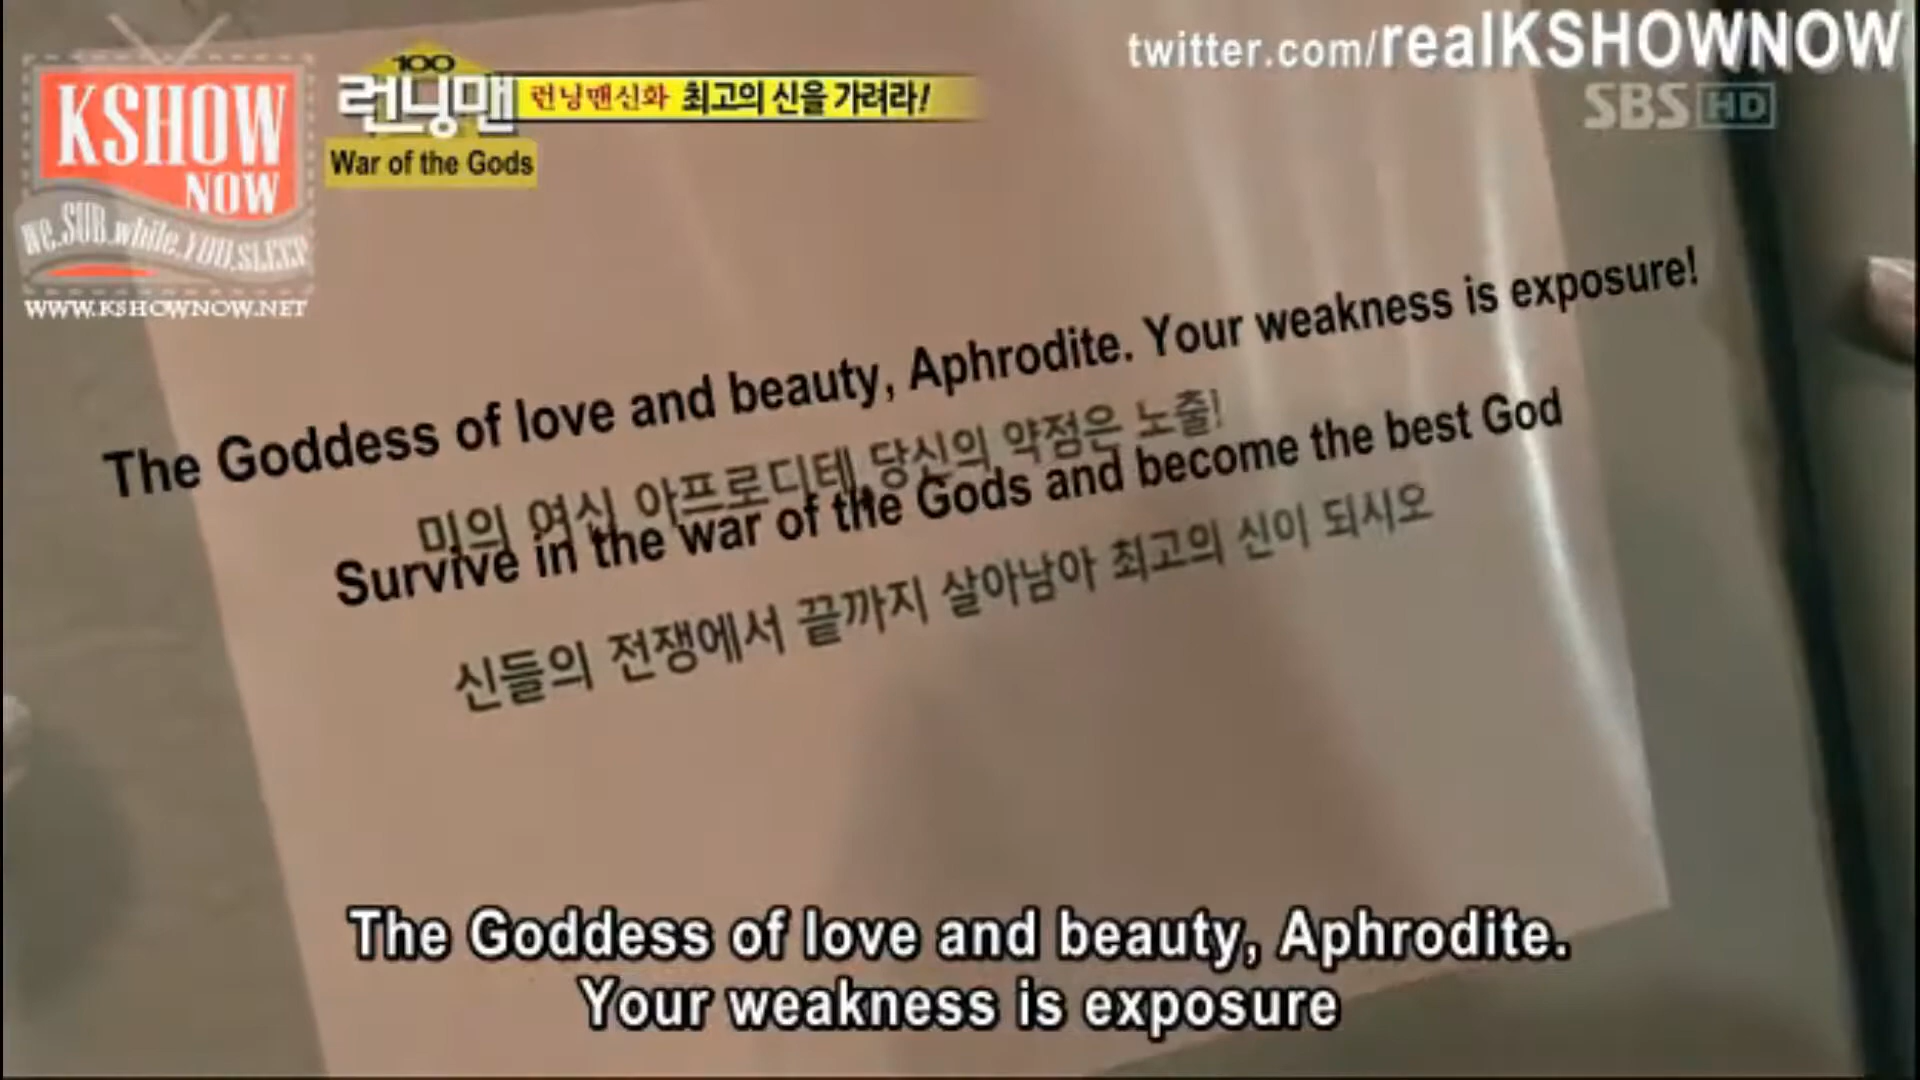 twitter.com/realKSHOWNOW
KSHOW
NOW
we.SUB.while.YOU.SLEEP
WWW.KSHOWNOW.NET
100
런닝맨
런닝맨신화 최고의 신을 가려라!
War of the Gods
SBS HD
The Goddess of love and beauty, Aphrodite. Your weakness is exposure!
미의 여신 아프로디테 당신의 약점은 노출!
Survive in the war of the Gods and become the best God
신들의 전쟁에서 끝까지 살아남아 최고의 신이 되시오
The Goddess of love and beauty, Aphrodite.
Your weakness is exposure